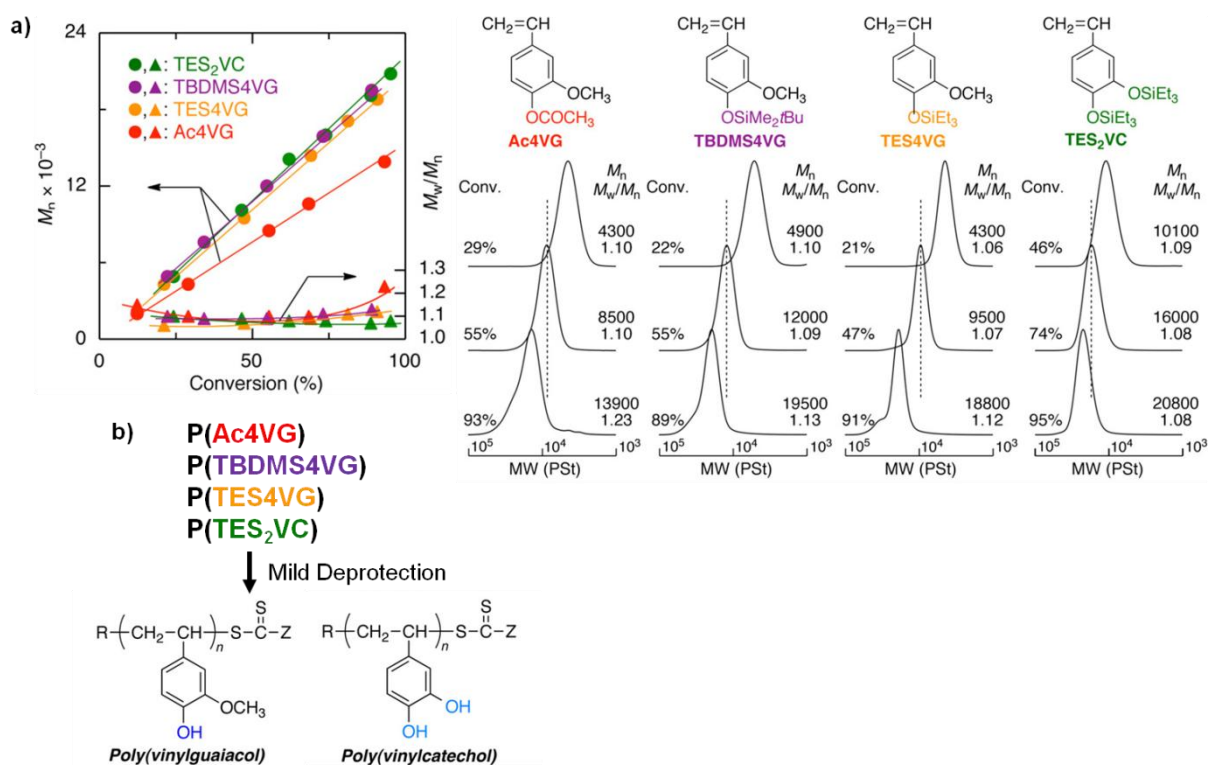 a)
24
12
0
Mn × 10−3
●,▲: TES2VC
●,▲: TBDMS4VG
●,▲: TES4VG
●,▲: Ac4VG
Mw/Mn
1.3
1.2
1.1
1.0
0 50 100
Conversion (%)
CH2=CH
OCH3
OCOCH3
Ac4VG
CH2=CH
OCH3
OSiMe2tBu
TBDMS4VG
CH2=CH
OCH3
OSiEt3
TES4VG
CH2=CH
OSiEt3
OSiEt3
TES2VC
Conv. Mn
Mw/Mn
29% 4300
1.10
55% 8500
1.10
93% 13900
1.23
105 104 103
MW (PSt)
Conv. Mn
Mw/Mn
22% 4900
1.10
55% 12000
1.09
89% 19500
1.13
105 104 103
MW (PSt)
Conv. Mn
Mw/Mn
21% 4300
1.06
47% 9500
1.07
91% 18800
1.12
105 104 103
MW (PSt)
Conv. Mn
Mw/Mn
46% 10100
1.09
74% 16000
1.08
95% 20800
1.08
105 104 103
MW (PSt)
b)
P(Ac4VG)
P(TBDMS4VG)
P(TES4VG)
P(TES2VC)
Mild Deprotection
S
R–(CH2–CH)n–S–C–Z
OCH3
OH
Poly(vinylguaiacol)
S
R–(CH2–CH)n–S–C–Z
OH
OH
Poly(vinylcatechol)